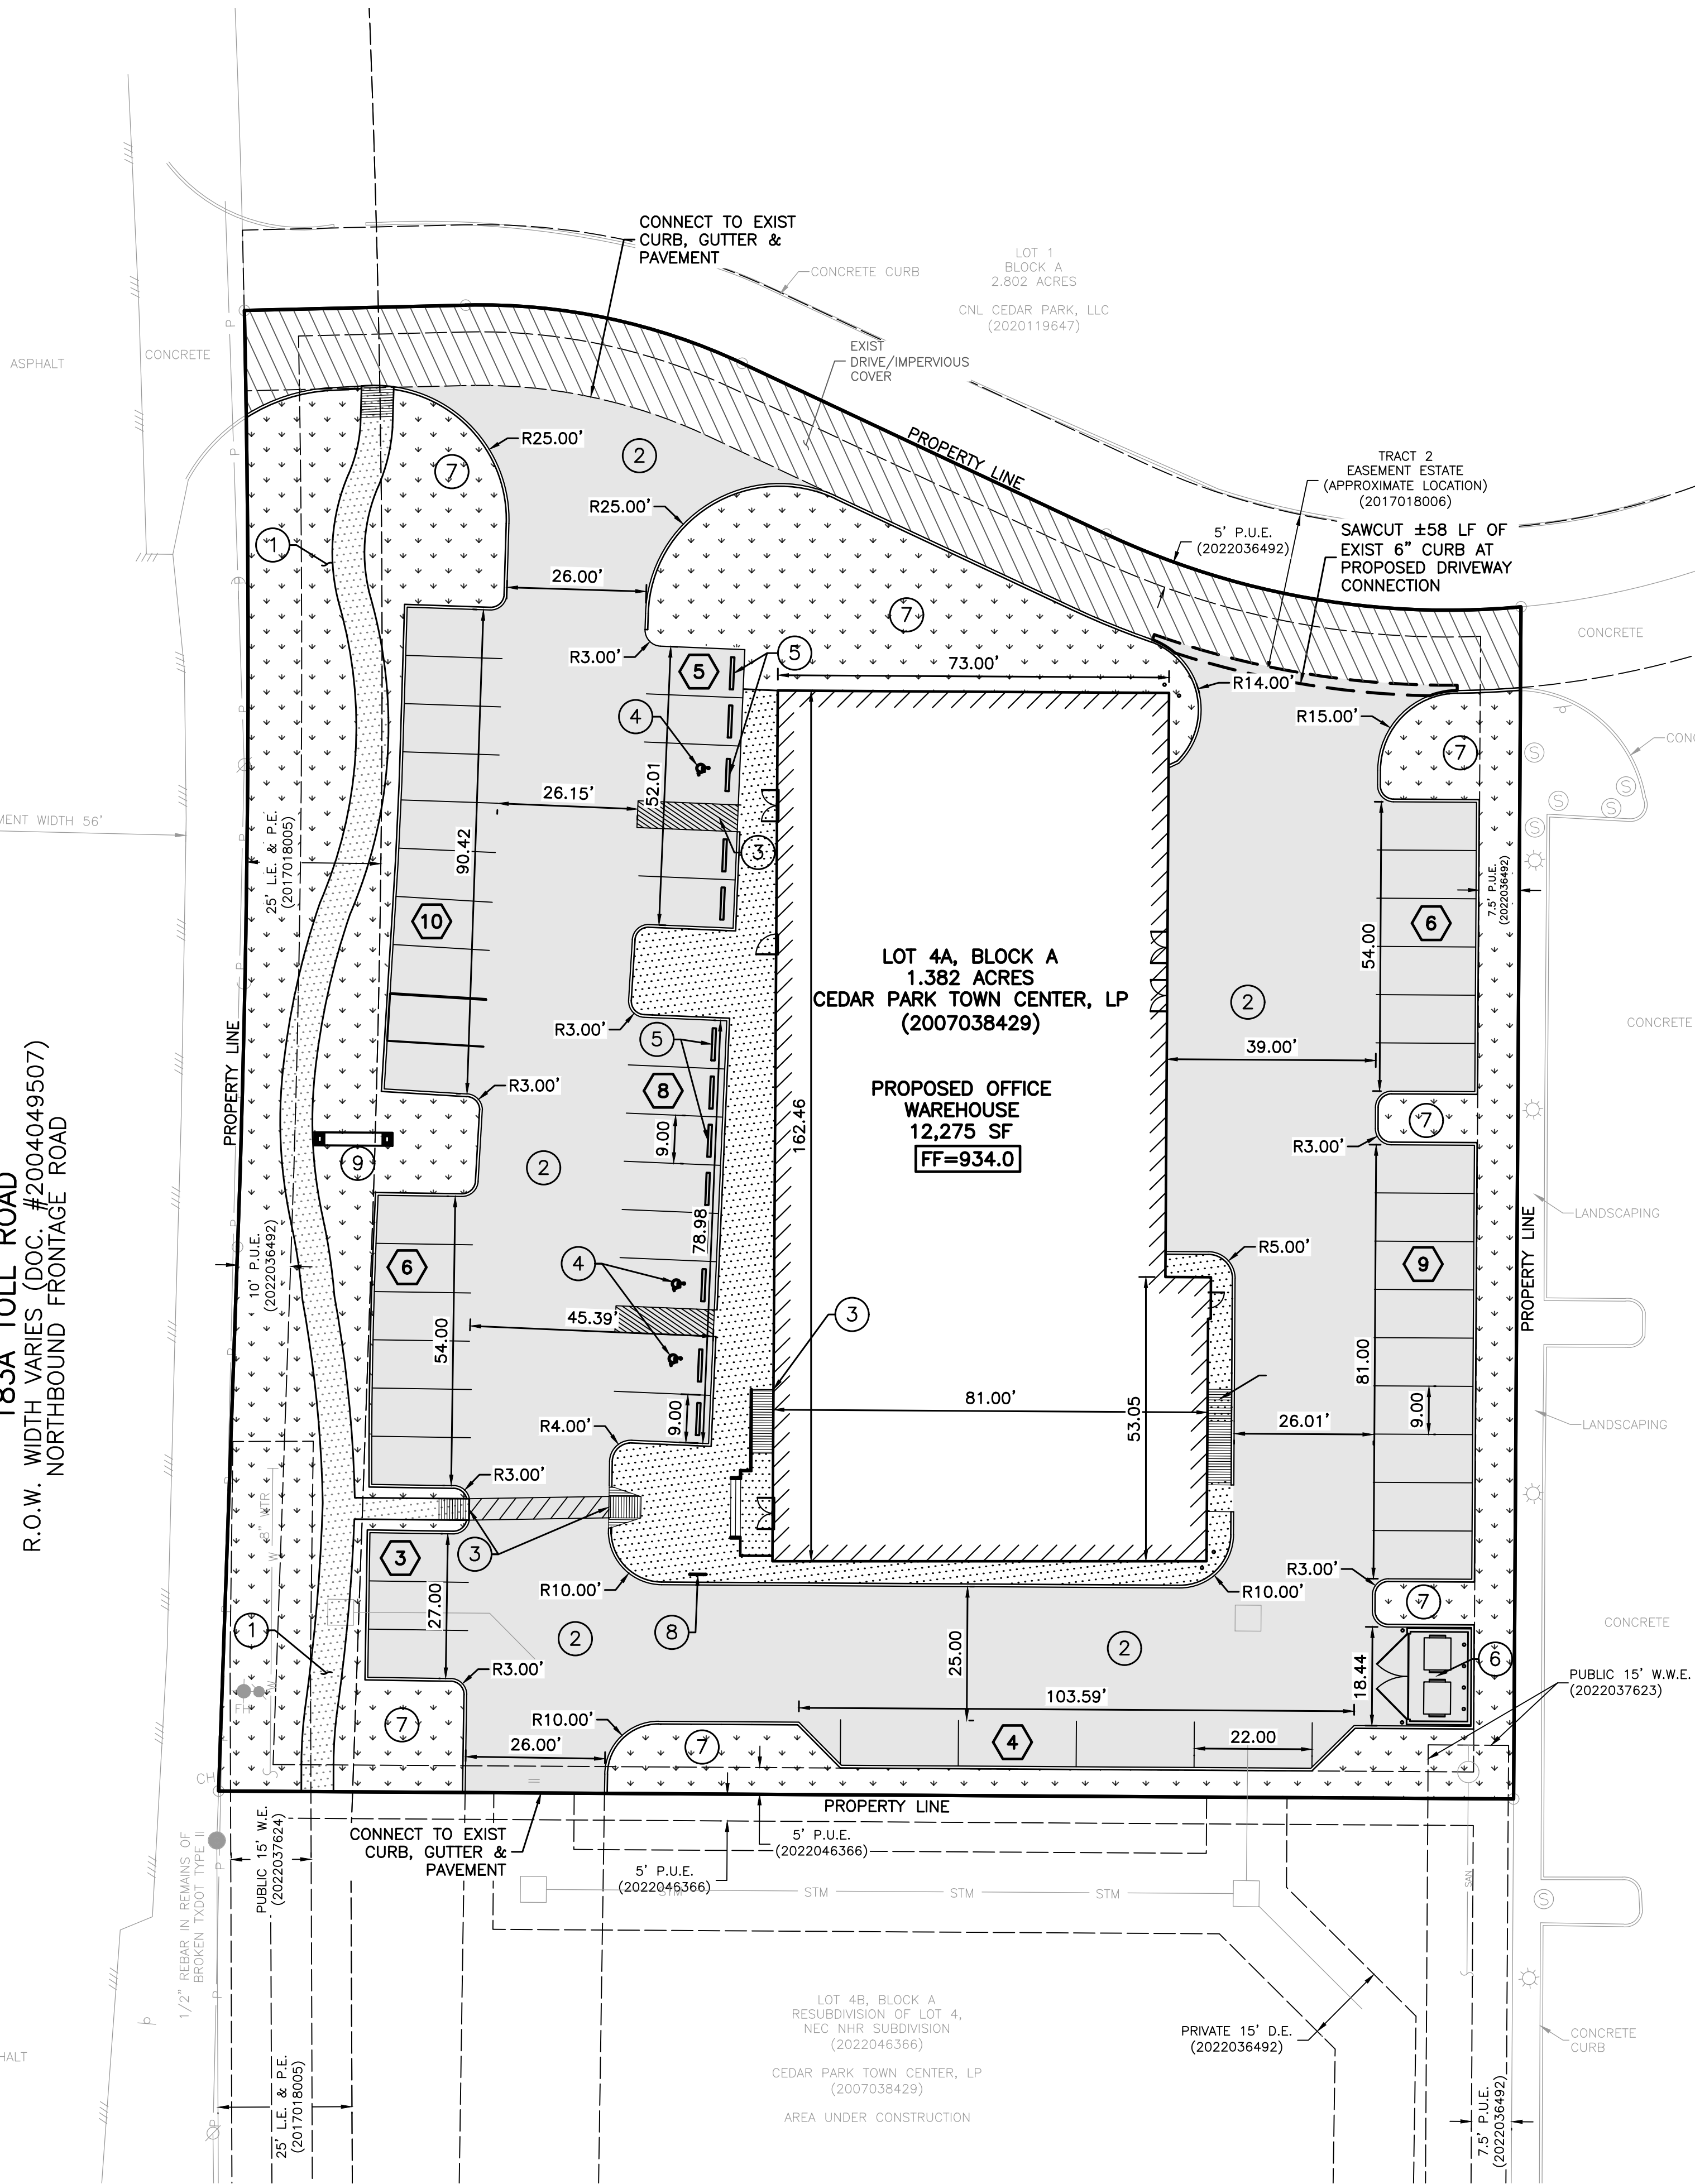 CONNECT TO EXIST
CURB, GUTTER &
PAVEMENT
LOT 1
BLOCK A
2.802 ACRES
CNL CEDAR PARK, LLC
(2020119647)
CONCRETE CURB
EXIST
DRIVE/IMPERVIOUS
COVER
ASPHALT
CONCRETE
P
P
PROPERTY LINE
TRACT 2
EASEMENT ESTATE
(APPROXIMATE LOCATION)
(2017018006)
SAWCUT ±58 LF OF
EXIST 6" CURB AT
PROPOSED DRIVEWAY
CONNECTION
5' P.U.E.
(2022036492)
R25.00'
2
7
R25.00'
1
26.00'
7
R3.00'
5
5
73.00'
R14.00'
R15.00'
7
CONCRETE
4
S
S
S
S
26.15'
52.01
3
MENT WIDTH 56'
25' L.E. & P.E.
(2017018005)
90.42
10
7.5' P.U.E.
(2022036492)
6
54.00
LOT 4A, BLOCK A
1.382 ACRES
CEDAR PARK TOWN CENTER, LP
(2007038429)
2
39.00'
CONCRETE
R3.00'
5
8
9.00
R3.00'
PROPOSED OFFICE
WAREHOUSE
12,275 SF
FF=934.0
162.46
7
R3.00'
183A TOLL ROAD
R.O.W. WIDTH VARIES (DOC. #2004049507)
NORTHBOUND FRONTAGE ROAD
PROPERTY LINE
9
2
10' P.U.E.
(2022036492)
6
54.00
78.98
4
45.39'
3
R5.00'
9
81.00
9.00
PROPERTY LINE
LANDSCAPING
LANDSCAPING
9.00
R4.00'
81.00'
53.05
26.01'
R3.00'
8" WTR
W
3
3
27.00
R10.00'
8
R10.00'
R3.00'
7
CONCRETE
1
2
2
25.00
18.44
6
PUBLIC 15' W.W.E.
(2022037623)
R3.00'
W
FH
7
R10.00'
26.00'
7
103.59'
4
22.00
CH
PROPERTY LINE
CONNECT TO EXIST
CURB, GUTTER &
PAVEMENT
5' P.U.E.
(2022046366)
5' P.U.E.
(2022046366)
PUBLIC 15' W.E.
(2022037624)
1/2" REBAR IN REMAINS OF
BROKEN TXDOT TYPE II
STM
STM
STM
STM
SAN
S
LOT 4B, BLOCK A
RESUBDIVISION OF LOT 4,
NEC NHR SUBDIVISION
(2022046366)
CEDAR PARK TOWN CENTER, LP
(2007038429)
AREA UNDER CONSTRUCTION
PRIVATE 15' D.E.
(2022036492)
CONCRETE
CURB
25' L.E. & P.E.
(2017018005)
7.5' P.U.E.
(2022036492)